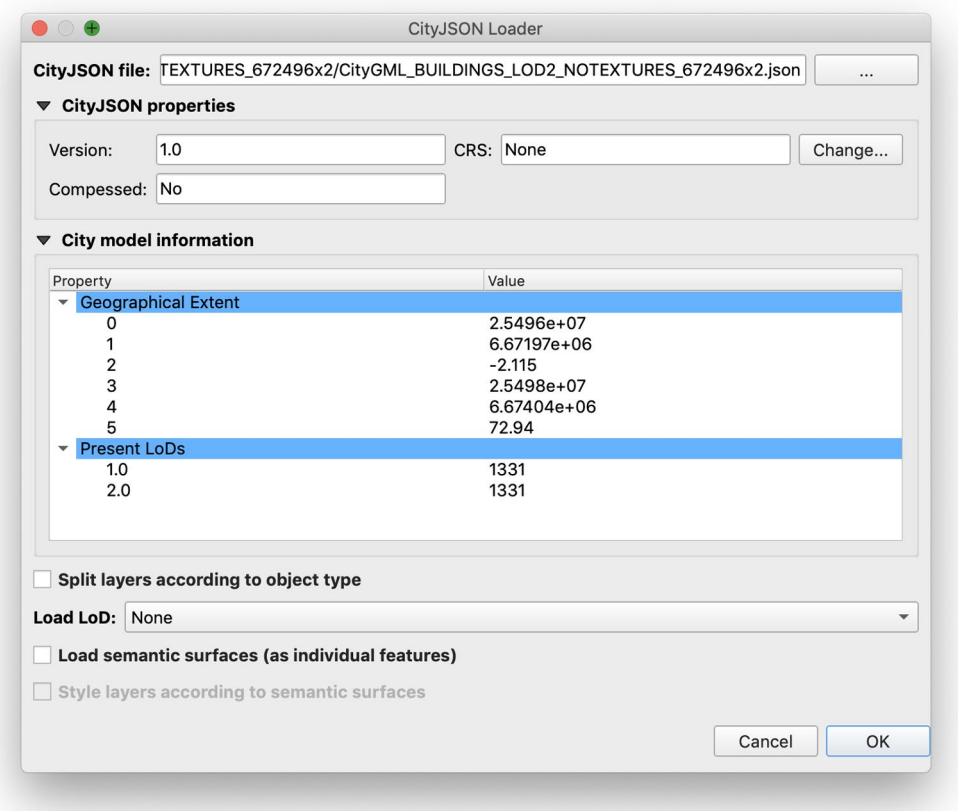 CityJSON Loader
CityJSON file: TEXTURES_672496x2/CityGML_BUILDINGS_LOD2_NOTEXTURES_672496x2.json ...
CityJSON properties
Version: 1.0 CRS: None Change...
Compessed: No
City model information
Property Value
Geographical Extent
0 2.5496e+07
1 6.67197e+06
2 -2.115
3 2.5498e+07
4 6.67404e+06
5 72.94
Present LoDs
1.0 1331
2.0 1331
Split layers according to object type
Load LoD: None
Load semantic surfaces (as individual features)
Style layers according to semantic surfaces
Cancel OK